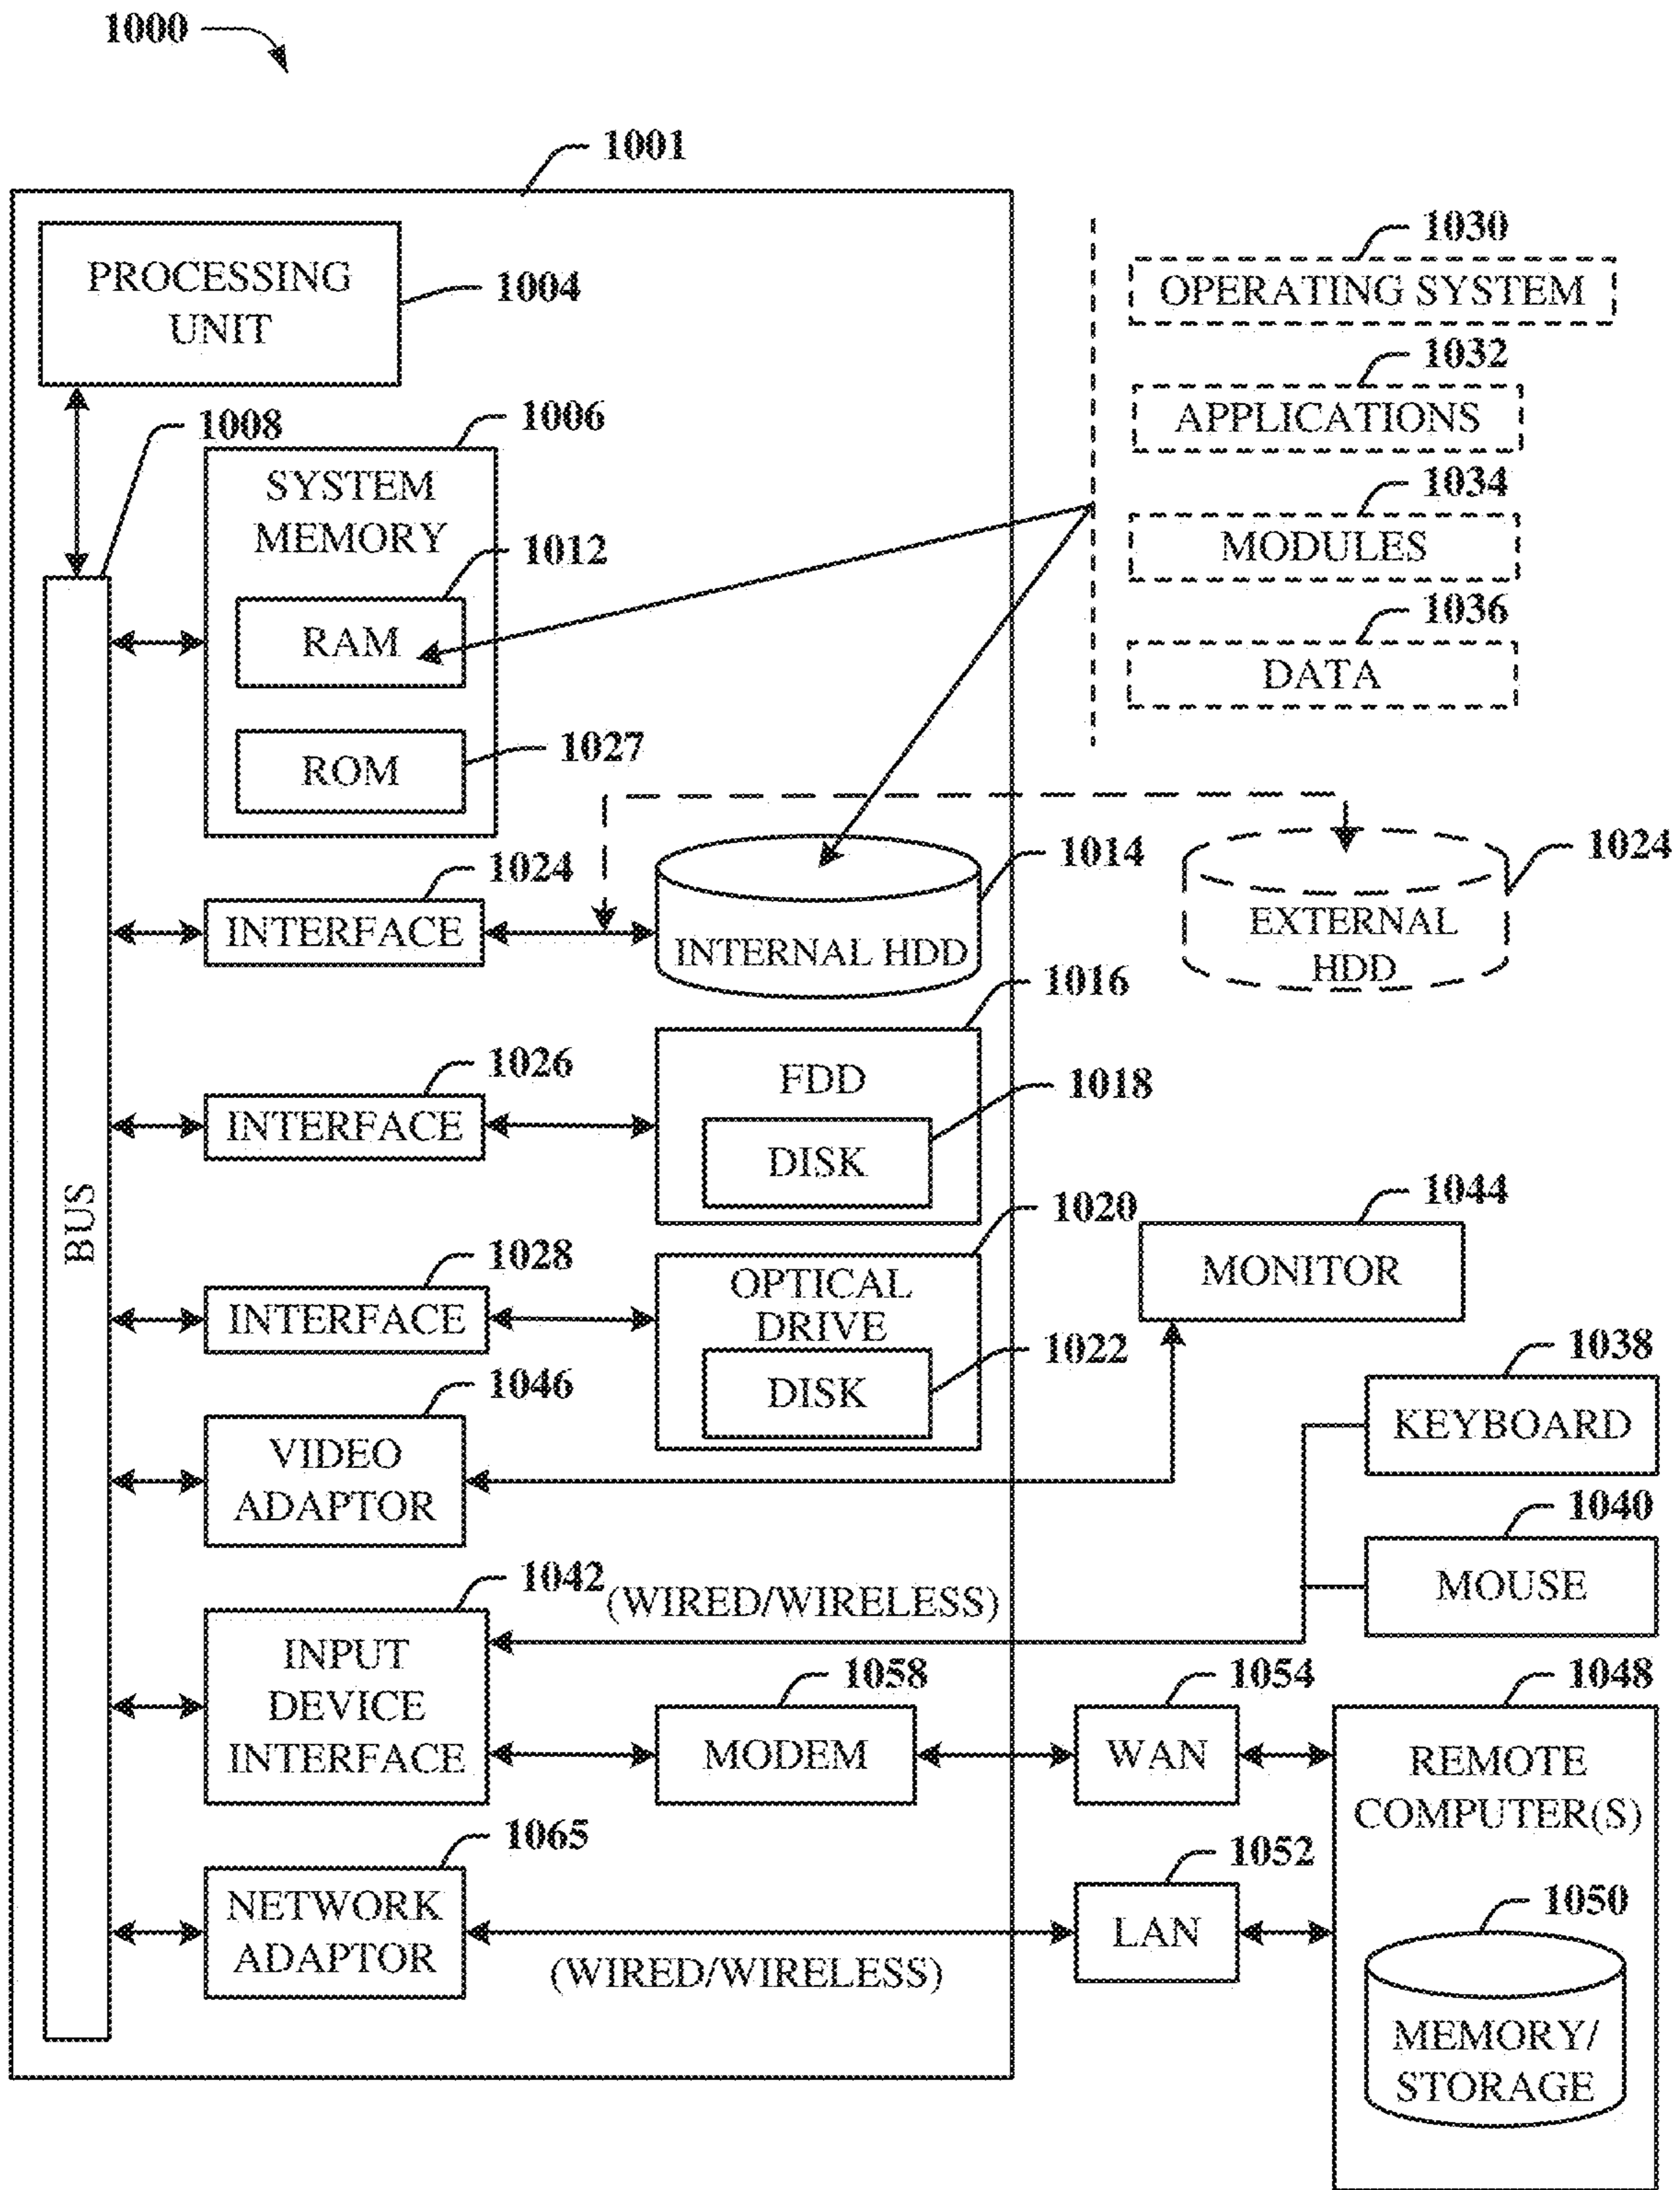 1000
1001
PROCESSING
UNIT
1004
1030
OPERATING SYSTEM
1032
APPLICATIONS
1034
MODULES
1036
DATA
1008
1006
SYSTEM
MEMORY
1012
RAM
1027
ROM
1024
INTERFACE
1014
INTERNAL HDD
1024
EXTERNAL
HDD
1026
INTERFACE
1016
FDD
1018
DISK
BUS
1028
INTERFACE
1020
OPTICAL
DRIVE
1022
DISK
1044
MONITOR
1046
VIDEO
ADAPTOR
1038
KEYBOARD
1040
MOUSE
1042
(WIRED/WIRELESS)
INPUT
DEVICE
INTERFACE
1058
MODEM
1054
WAN
1048
REMOTE
COMPUTER(S)
1065
NETWORK
ADAPTOR
(WIRED/WIRELESS)
1052
LAN
1050
MEMORY/
STORAGE